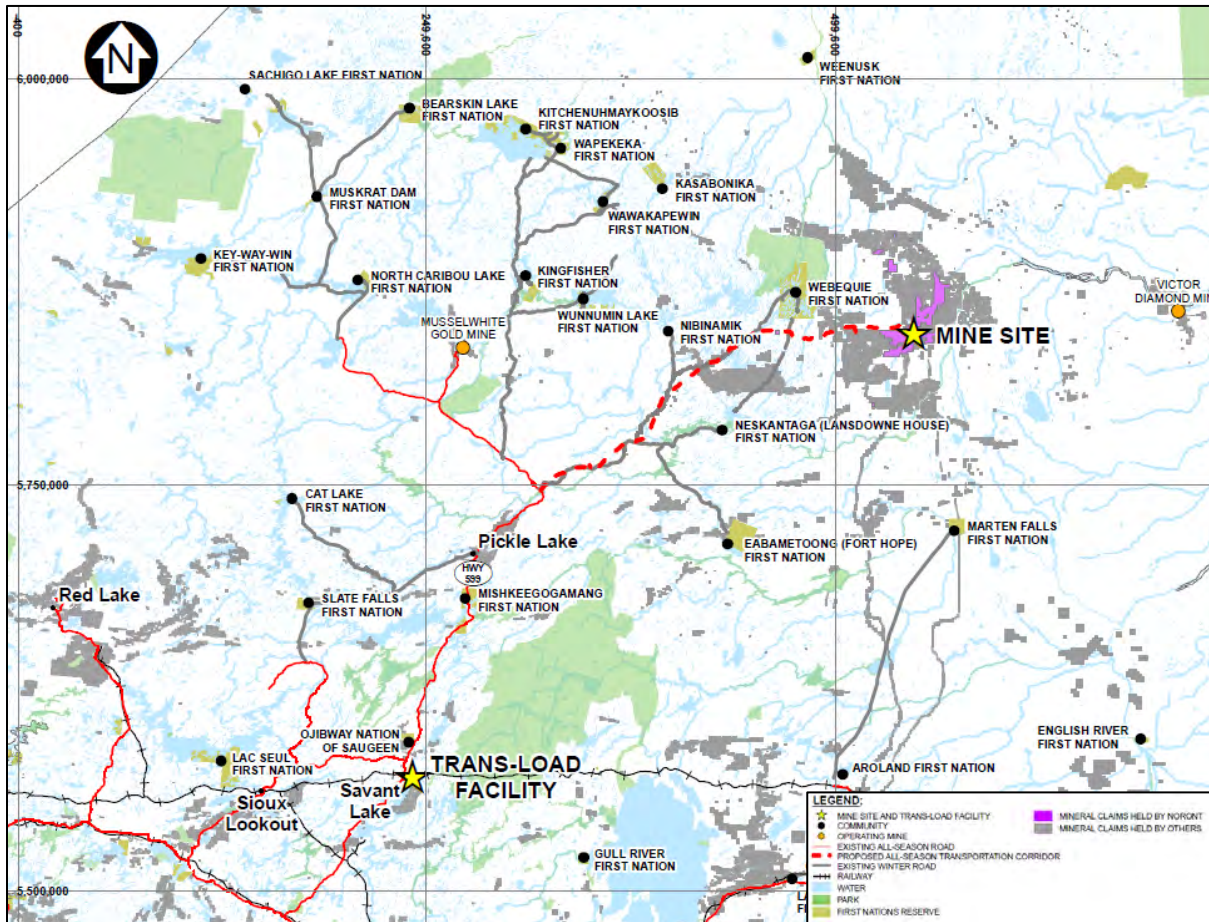 400
249,600
499,600
N
6,000,000
SACHIGO LAKE FIRST NATION
WEENUSK
FIRST NATION
BEARSKIN LAKE
FIRST NATION
KITCHENUHMAYKOOSIB
FIRST NATION
WAPEKEKA
FIRST NATION
KASABONIKA
FIRST NATION
MUSKRAT DAM
FIRST NATION
WAWAKAPEWIN
FIRST NATION
KEY-WAY-WIN
FIRST NATION
NORTH CARIBOU LAKE
FIRST NATION
KINGFISHER
FIRST NATION
WEBEQUIE
FIRST NATION
VICTOR
DIAMOND MIN
WUNNUMIN LAKE
FIRST NATION
MUSSELWHITE
GOLD MINE
NIBINAMIK
FIRST NATION
MINE SITE
NESKANTAGA (LANSDOWNE HOUSE)
FIRST NATION
5,750,000
CAT LAKE
FIRST NATION
MARTEN FALLS
FIRST NATION
EABAMETOONG (FORT HOPE)
FIRST NATION
Pickle Lake
HWY
599
Red Lake
SLATE FALLS
FIRST NATION
MISHKEEGOGAMANG
FIRST NATION
OJIBWAY NATION
OF SAUGEEN
ENGLISH RIVER
FIRST NATION
LAC SEUL
FIRST NATION
TRANS-LOAD
FACILITY
AROLAND FIRST NATION
Savant
Lake
Sioux
Lookout
GULL RIVER
FIRST NATION
5,500,000
LEGEND:
MINE SITE AND TRANS-LOAD FACILITY
COMMUNITY
OPERATING MINE
EXISTING ALL-SEASON ROAD
PROPOSED ALL-SEASON TRANSPORTATION CORRIDOR
EXISTING WINTER ROAD
RAILWAY
WATER
PARK
FIRST NATIONS RESERVE
MINERAL CLAIMS HELD BY NORONT
MINERAL CLAIMS HELD BY OTHERS